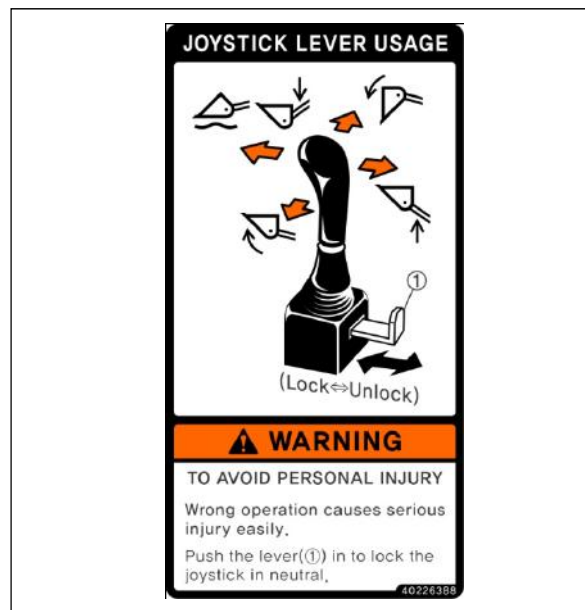 JOYSTICK LEVER USAGE
①
(Lock⇔Unlock)
WARNING
TO AVOID PERSONAL INJURY
Wrong operation causes serious
injury easily.
Push the lever(①) in to lock the
joystick in neutral.
40226388